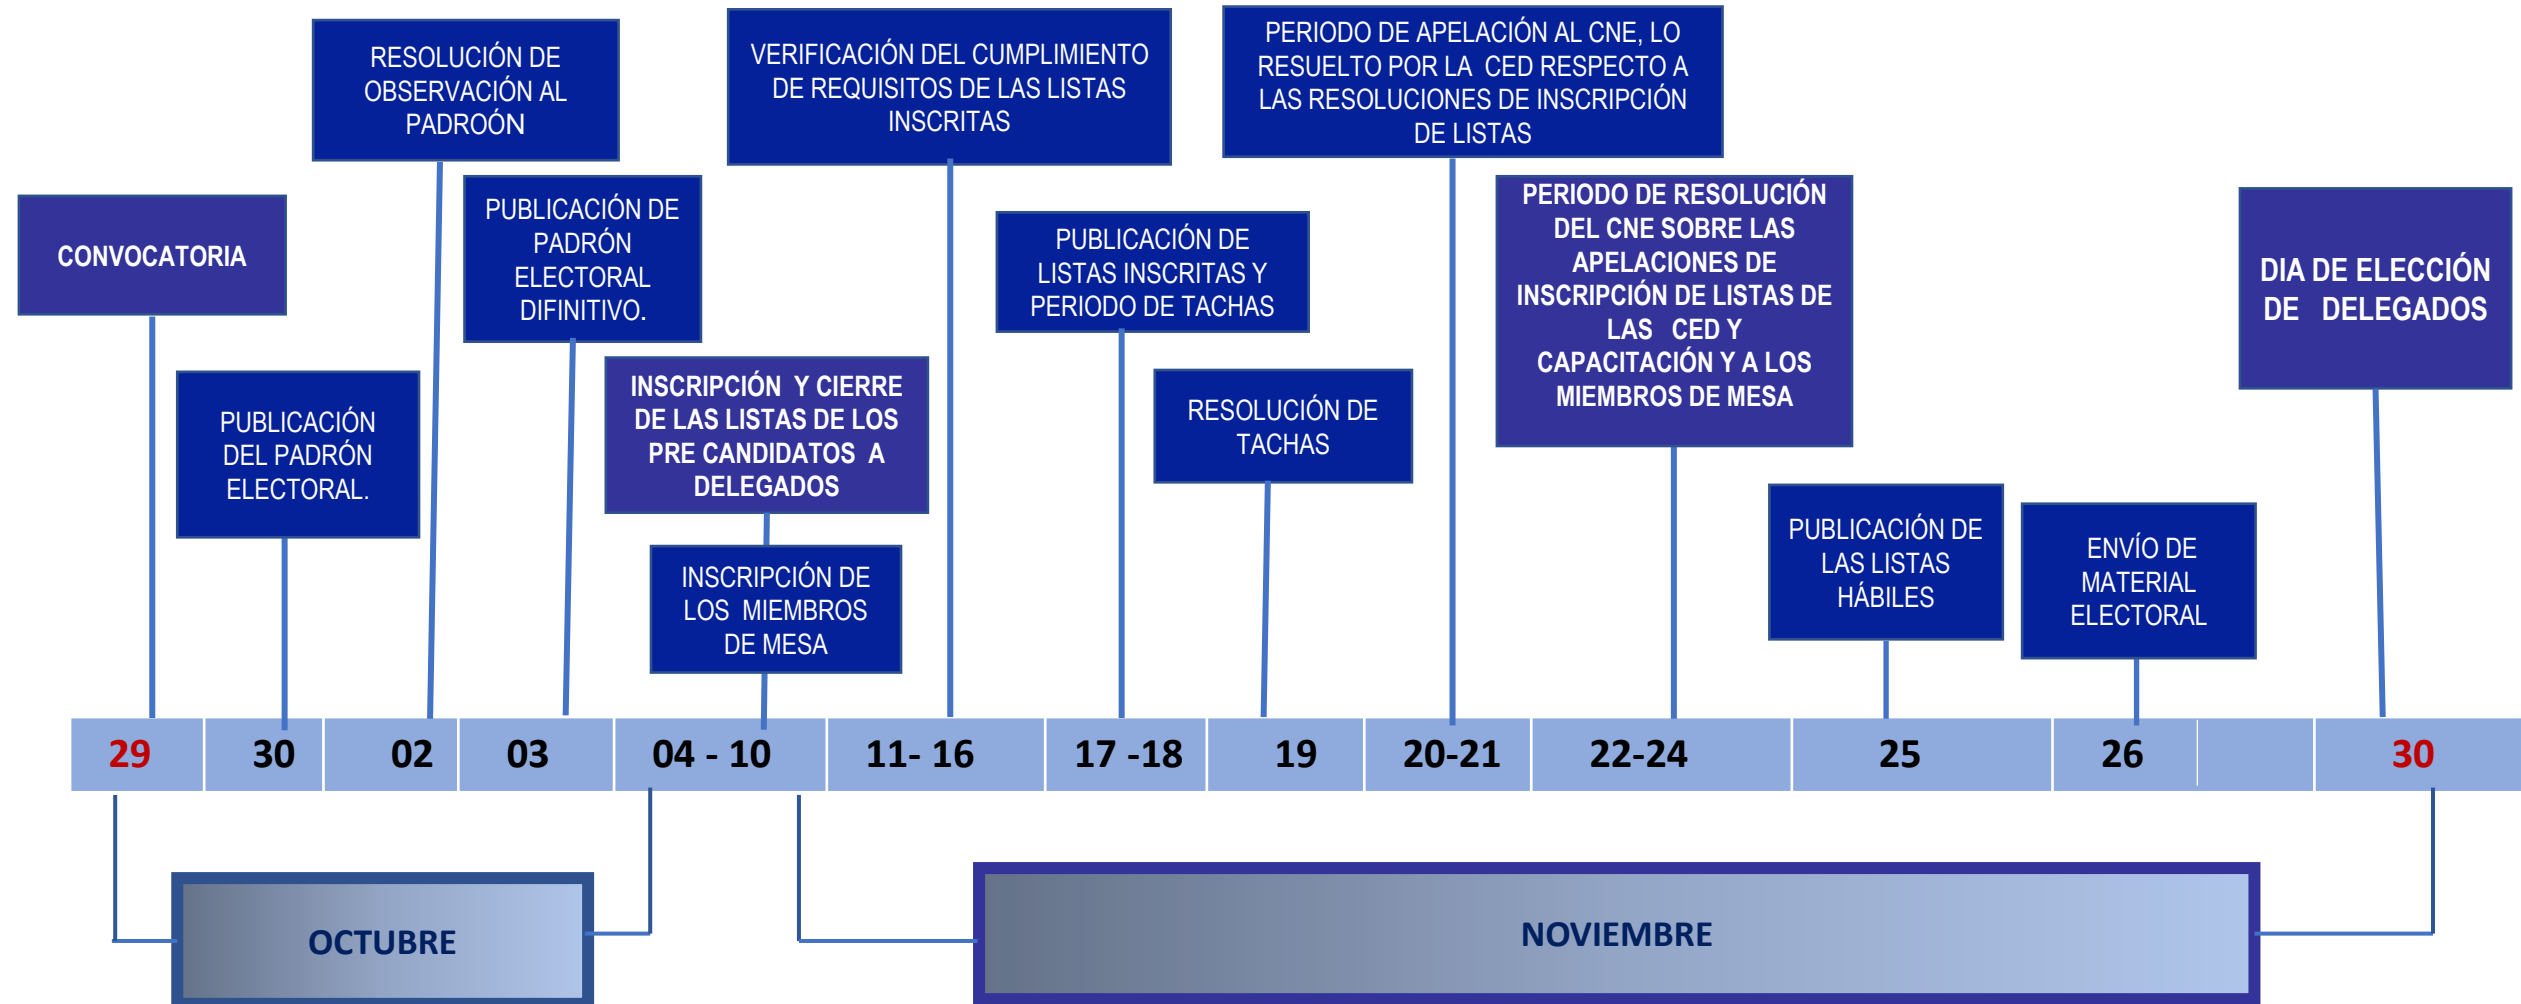 CONVOCATORIA
PUBLICACIÓN
DEL PADRÓN
ELECTORAL.
RESOLUCIÓN DE
OBSERVACIÓN AL
PADROÓN
PUBLICACIÓN DE
PADRÓN
ELECTORAL
DIFINITIVO.
INSCRIPCIÓN Y CIERRE
DE LAS LISTAS DE LOS
PRE CANDIDATOS A
DELEGADOS
INSCRIPCIÓN DE
LOS MIEMBROS
DE MESA
VERIFICACIÓN DEL CUMPLIMIENTO
DE REQUISITOS DE LAS LISTAS
INSCRITAS
PUBLICACIÓN DE
LISTAS INSCRITAS Y
PERIODO DE TACHAS
RESOLUCIÓN DE
TACHAS
PERIODO DE APELACIÓN AL CNE, LO
RESUELTO POR LA CED RESPECTO A
LAS RESOLUCIONES DE INSCRIPCIÓN
DE LISTAS
PERIODO DE RESOLUCIÓN
DEL CNE SOBRE LAS
APELACIONES DE
INSCRIPCIÓN DE LISTAS DE
LAS CED Y
CAPACITACIÓN Y A LOS
MIEMBROS DE MESA
PUBLICACIÓN DE
LAS LISTAS
HÁBILES
ENVÍO DE
MATERIAL
ELECTORAL
DIA DE ELECCIÓN
DE DELEGADOS
29 30 02 03 04 - 10 11- 16 17 -18 19 20-21 22-24 25 26 30
OCTUBRE
NOVIEMBRE